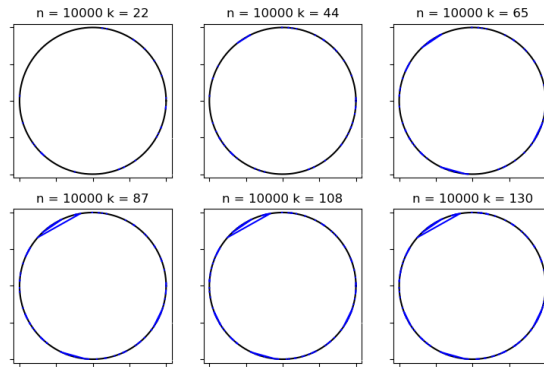 n = 10000 k = 22
n = 10000 k = 44
n = 10000 k = 65
n = 10000 k = 87
n = 10000 k = 108
n = 10000 k = 130